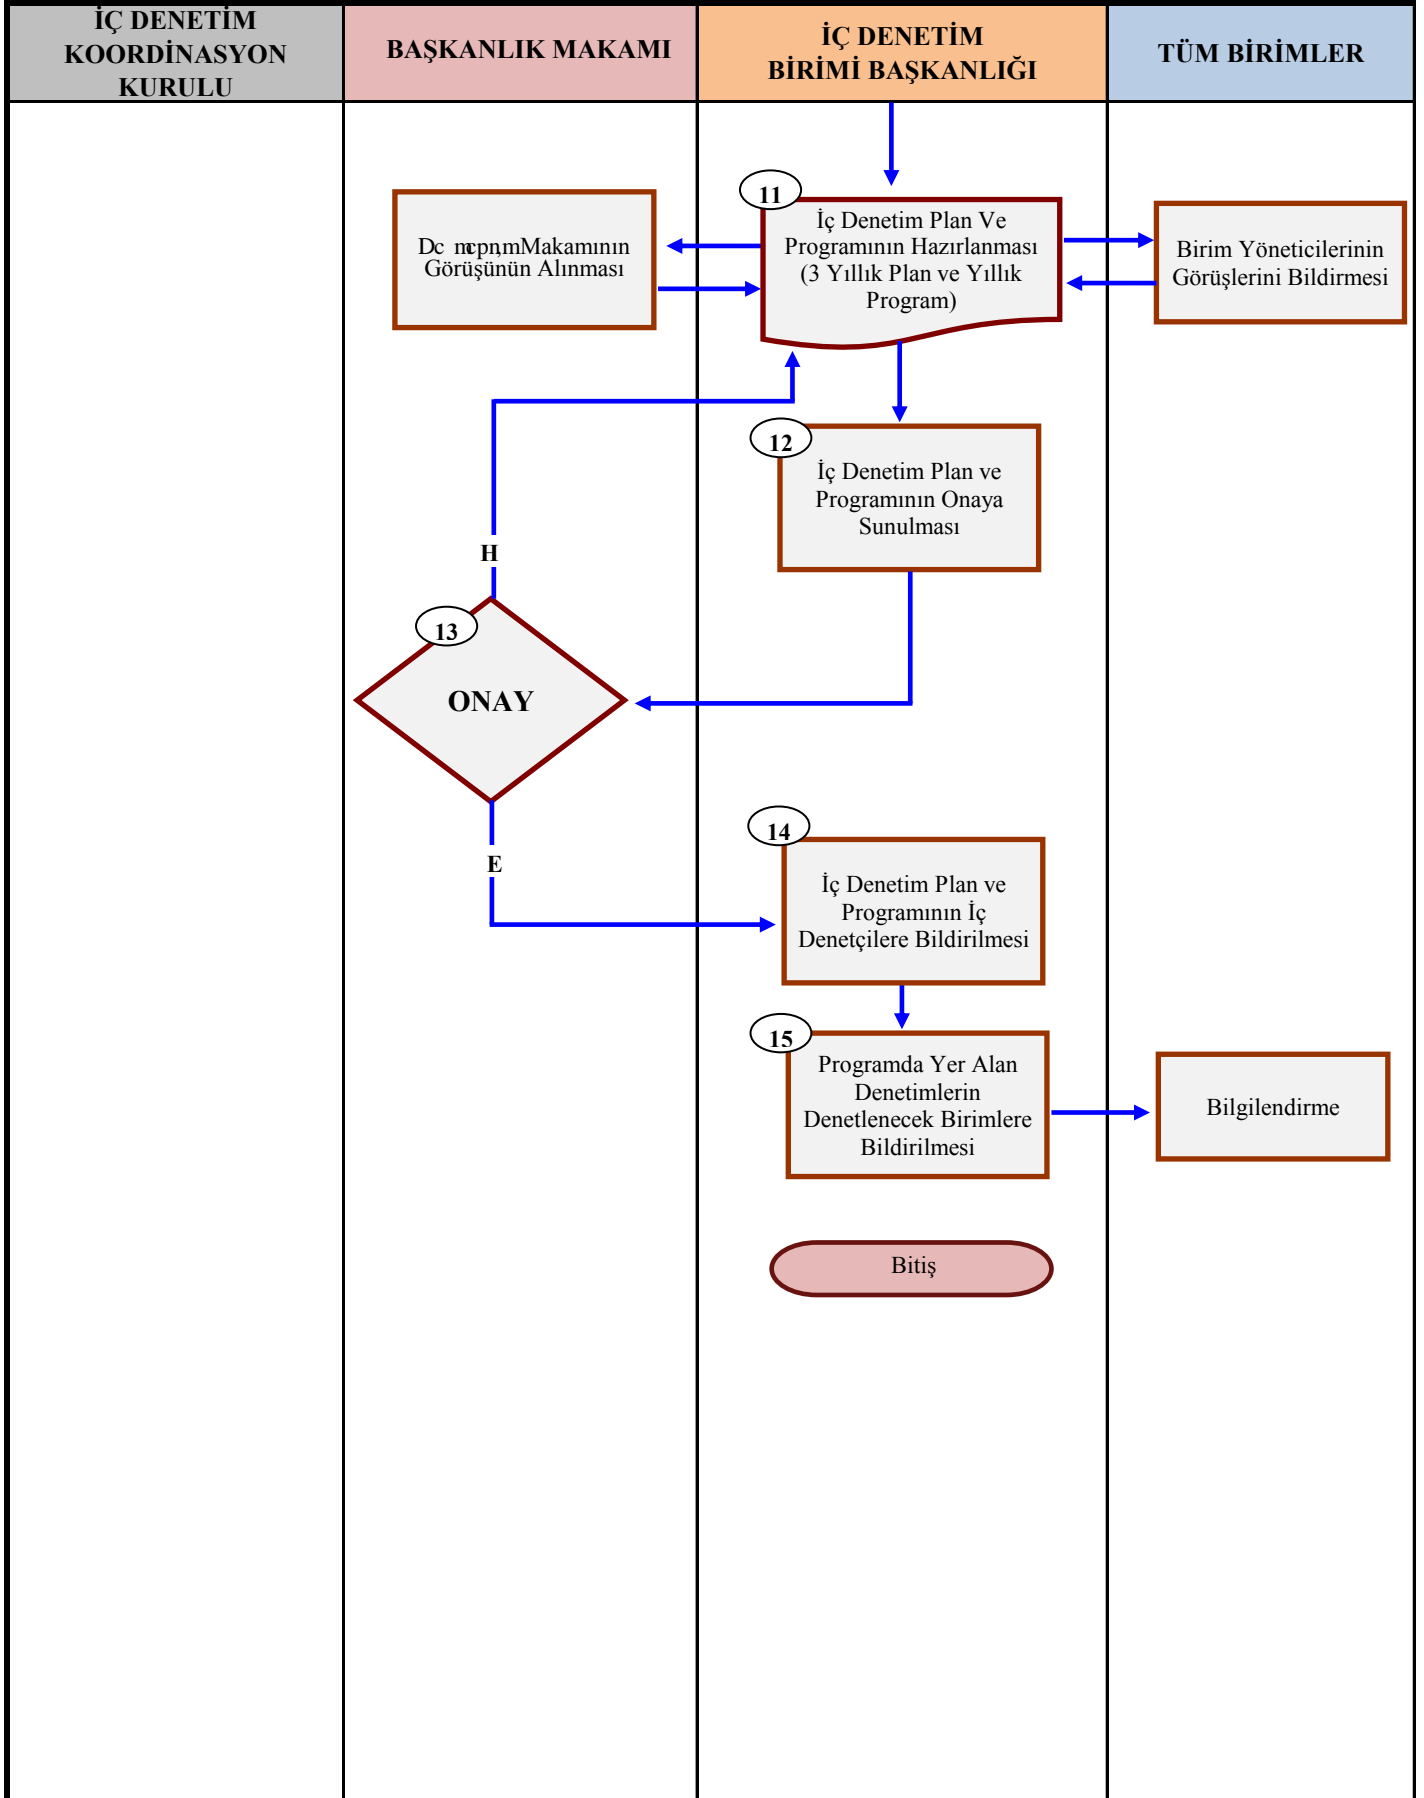 İÇ DENETİM
KOORDİNASYON
KURULU
BAŞKANLIK MAKAMI
İÇ DENETİM
BİRİMİ BAŞKANLIĞI
TÜM BİRİMLER
11
İç Denetim Plan Ve
Programının Hazırlanması
(3 Yıllık Plan ve Yıllık
Program)
Makamının
Görüşünün Alınması
Birim Yöneticilerinin
Görüşlerini Bildirmesi
12
İç Denetim Plan ve
Programının Onaya
Sunulması
H
13
ONAY
E
14
İç Denetim Plan ve
Programının İç
Denetçilere Bildirilmesi
15
Programda Yer Alan
Denetimlerin
Denetlenecek Birimlere
Bildirilmesi
Bilgilendirme
Bitiş